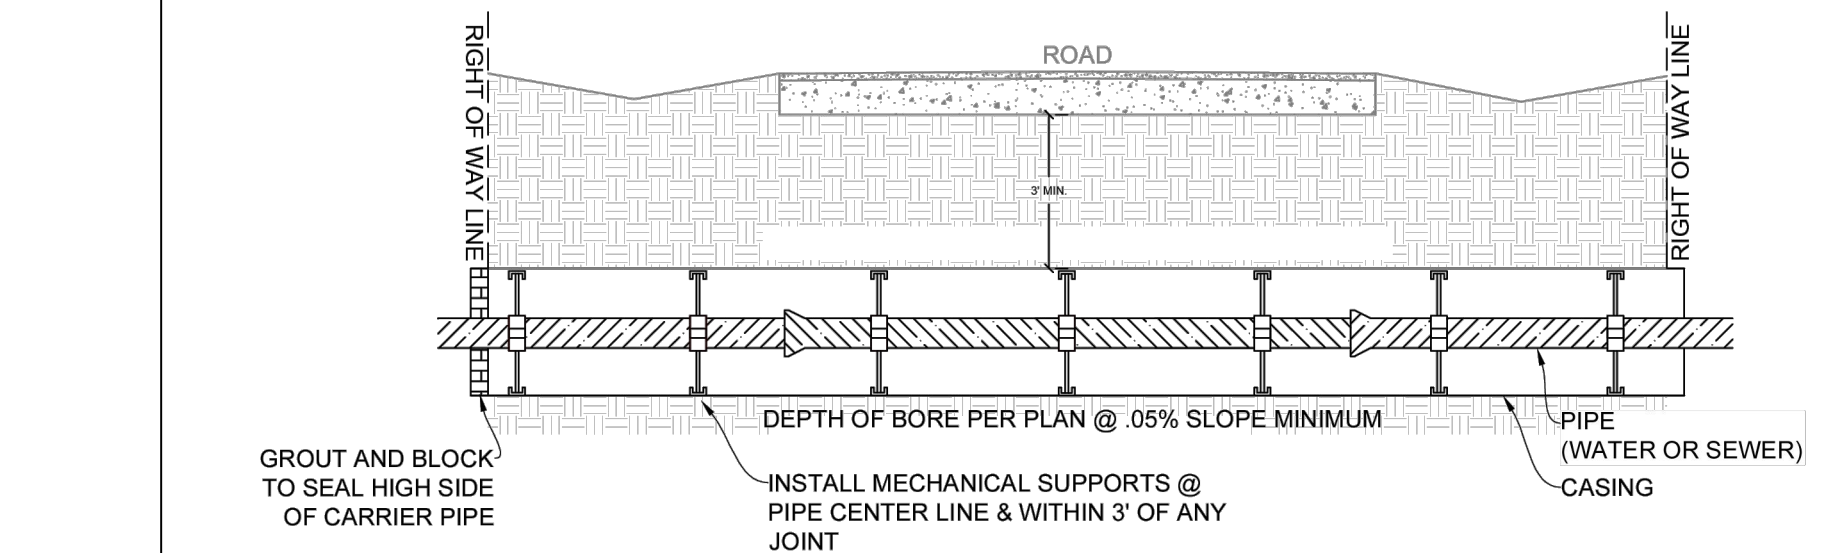 ROAD
RIGHT OF WAY LINE
RIGHT OF WAY LINE
3' MIN.
DEPTH OF BORE PER PLAN @ .05% SLOPE MINIMUM
PIPE
(WATER OR SEWER)
CASING
GROUT AND BLOCK
TO SEAL HIGH SIDE
OF CARRIER PIPE
INSTALL MECHANICAL SUPPORTS @
PIPE CENTER LINE & WITHIN 3' OF ANY
JOINT